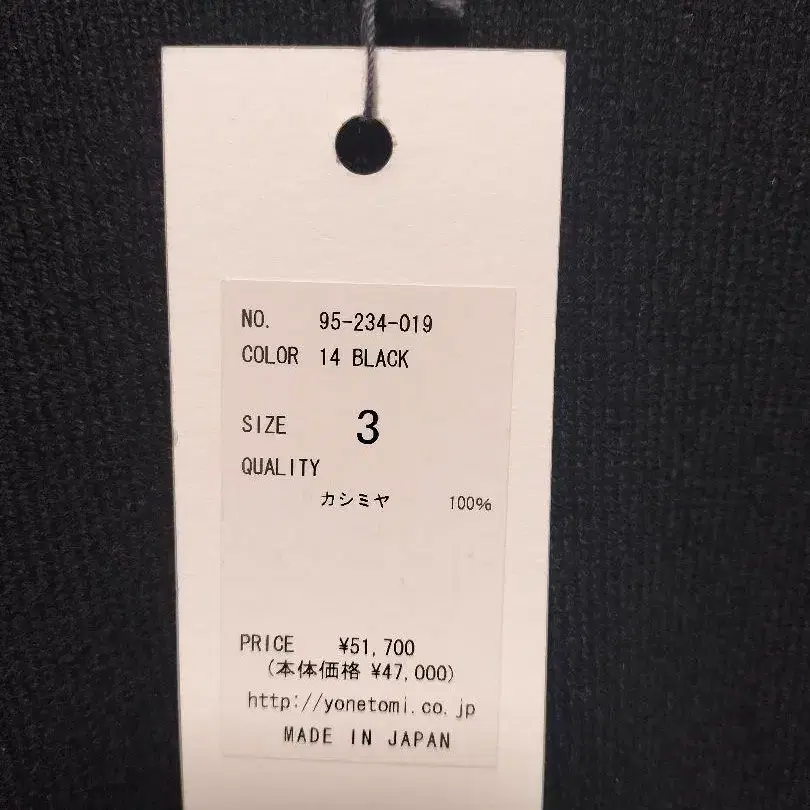 NO. 95-234-019
COLOR 14 BLACK
SIZE 3
QUALITY
カシミヤ 100%
PRICE ¥51,700
(本体価格 ¥47,000)
http://yonetomi.co.jp
MADE IN JAPAN